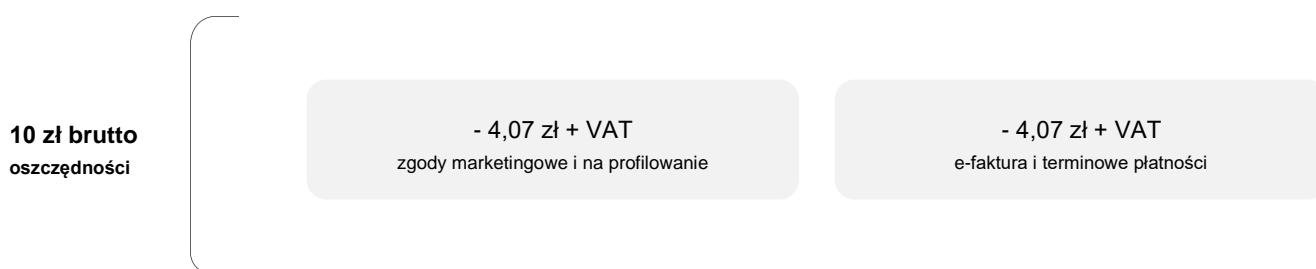 10 zł brutto
oszczędności
- 4,07 zł + VAT
zgody marketingowe i na profilowanie
- 4,07 zł + VAT
e-faktura i terminowe płatności